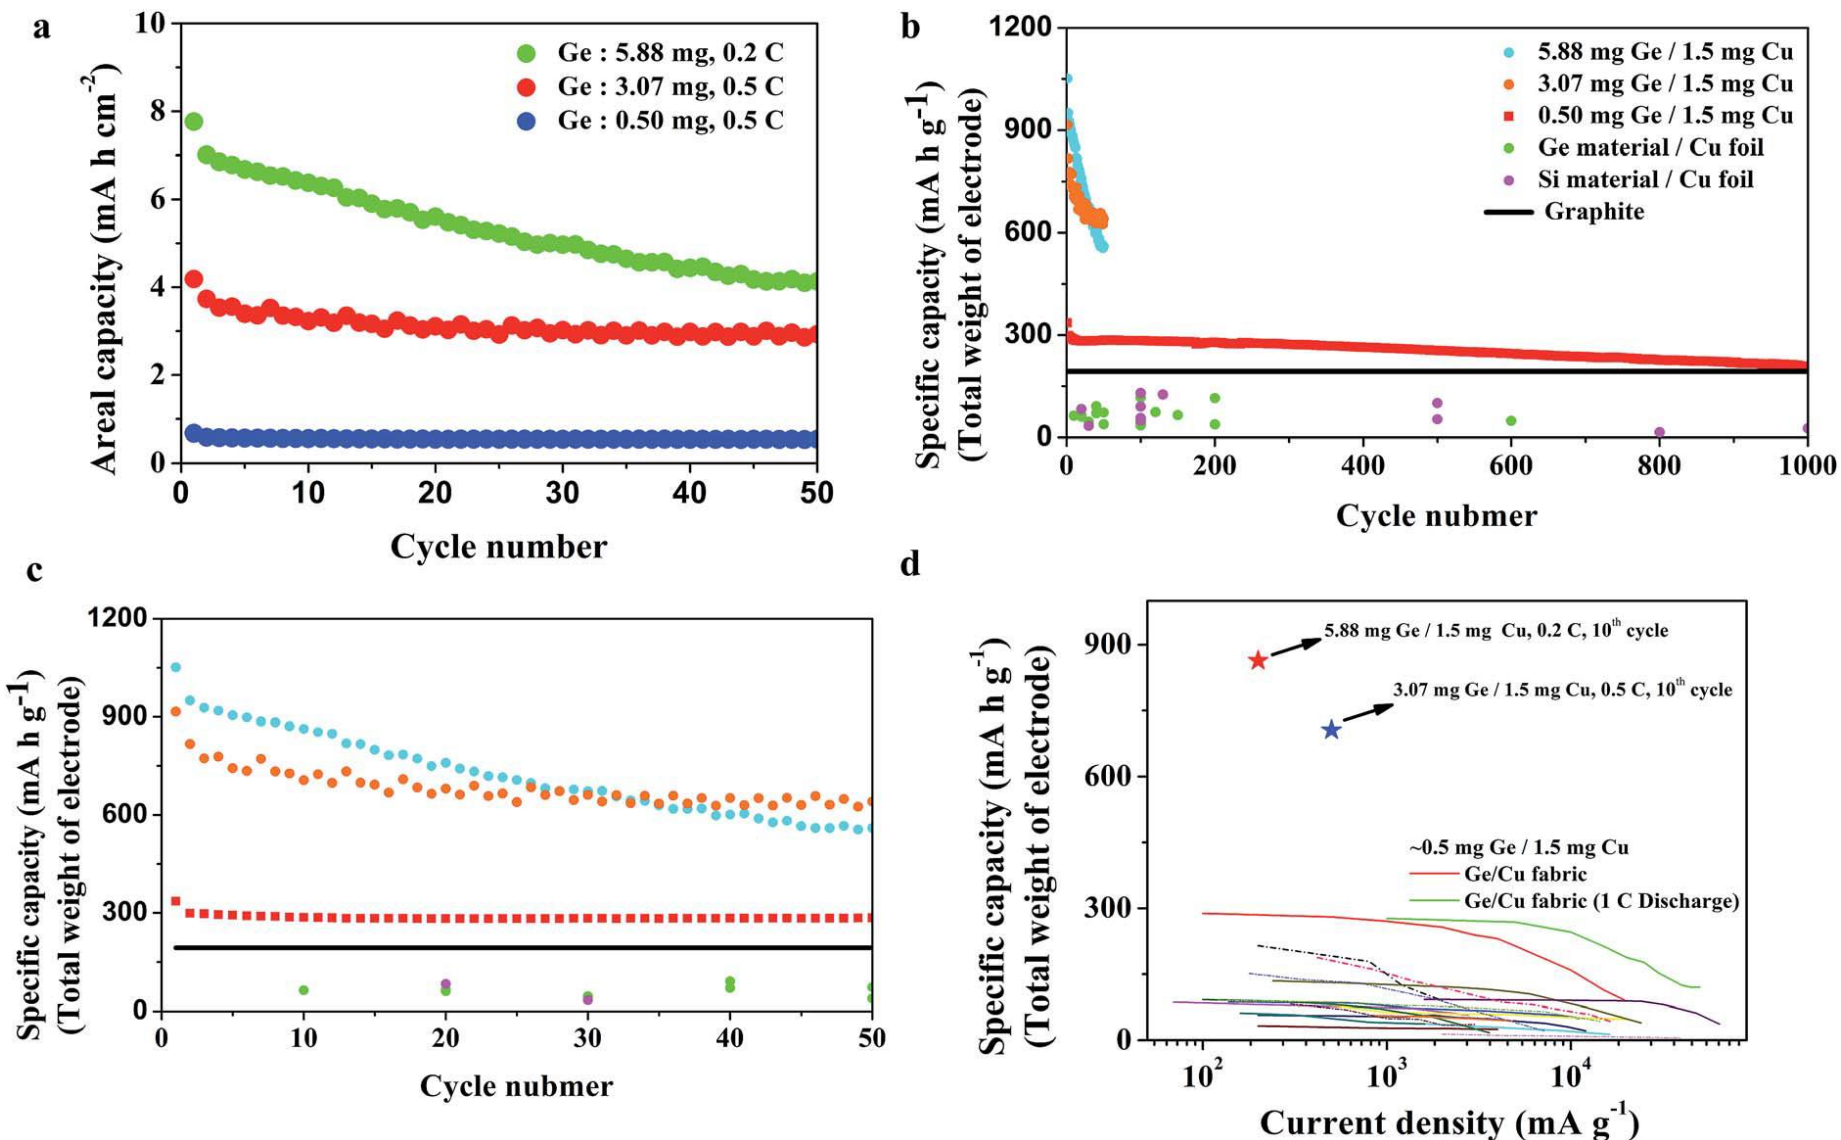 a
10
8
6
4
2
0
Areal capacity (mA h cm-2)
Ge : 5.88 mg, 0.2 C
Ge : 3.07 mg, 0.5 C
Ge : 0.50 mg, 0.5 C
0 10 20 30 40 50
Cycle number
b
1200
900
600
300
0
Specific capacity (mA h g-1)
(Total weight of electrode)
5.88 mg Ge / 1.5 mg Cu
3.07 mg Ge / 1.5 mg Cu
0.50 mg Ge / 1.5 mg Cu
Ge material / Cu foil
Si material / Cu foil
Graphite
0 200 400 600 800 1000
Cycle nubmer
c
1200
900
600
300
0
Specific capacity (mA h g-1)
(Total weight of electrode)
0 10 20 30 40 50
Cycle nubmer
d
900
600
300
0
Specific capacity (mA h g-1)
(Total weight of electrode)
5.88 mg Ge / 1.5 mg Cu, 0.2 C, 10th cycle
3.07 mg Ge / 1.5 mg Cu, 0.5 C, 10th cycle
~0.5 mg Ge / 1.5 mg Cu
Ge/Cu fabric
Ge/Cu fabric (1 C Discharge)
10² 10³ 10⁴
Current density (mA g-1)